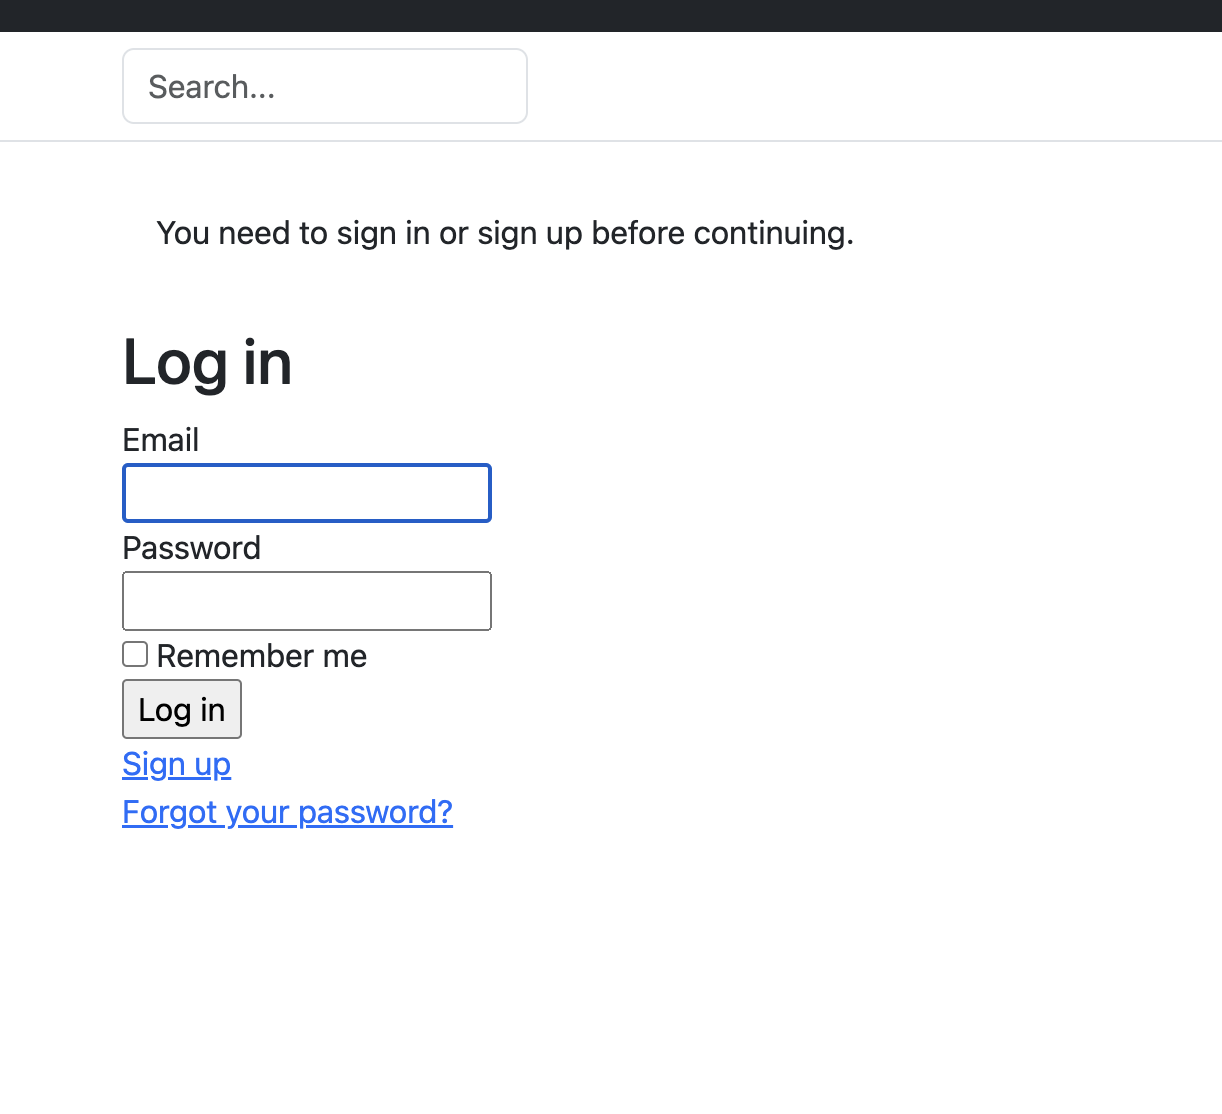 Search...
You need to sign in or sign up before continuing.
Log in
Email
Password
Remember me
Log in
Sign up
Forgot your password?